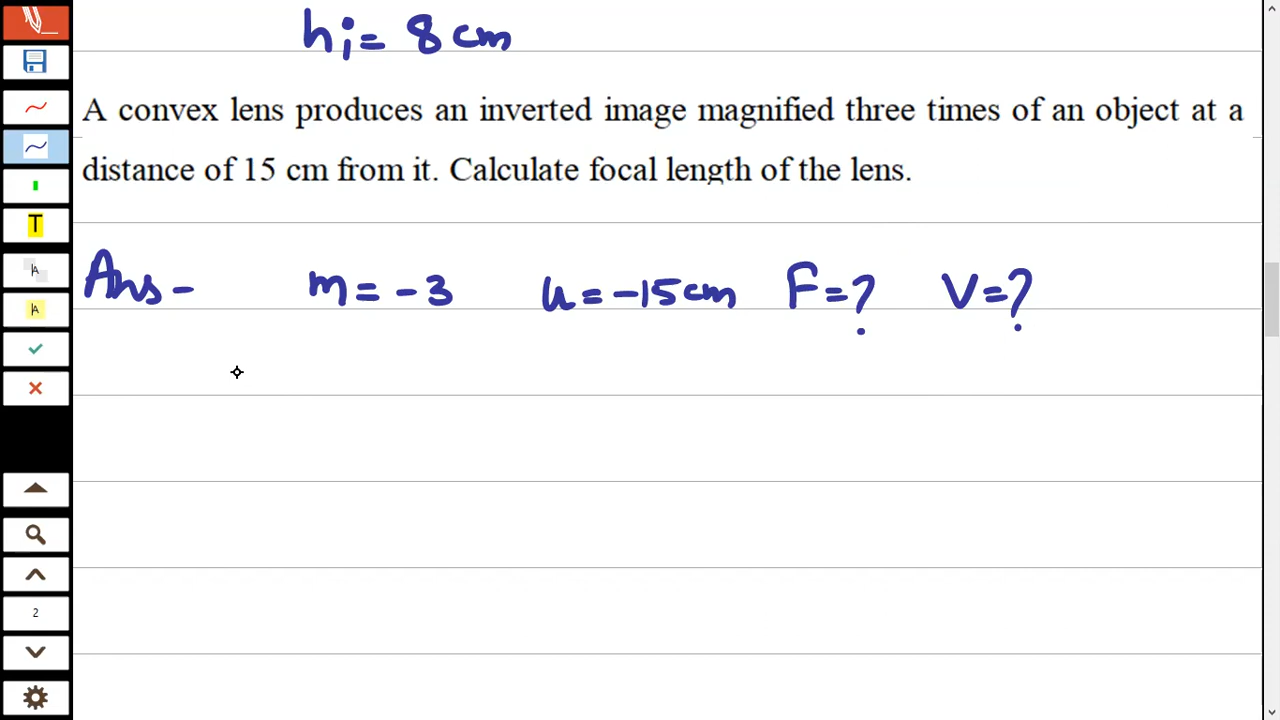 hi = 8 cm
A convex lens produces an inverted image magnified three times of an object at a
distance of 15 cm from it. Calculate focal length of the lens.
Ans - m = -3 u = -15cm F = ? V = ?
T
A
A
2